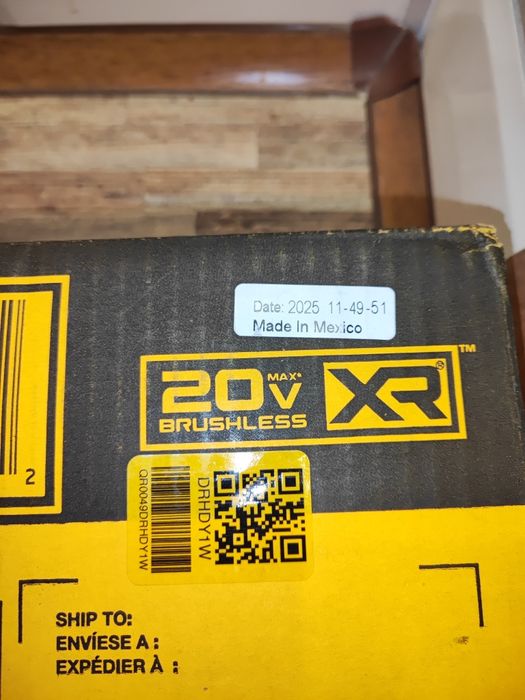 Date: 2025 11-49-51
Made In Mexico
20V MAX* XR® ™
BRUSHLESS
2
QR0049DRHDY1W
DRHDY1W
SHIP TO:
ENVÍESE A :
EXPÉDIER À :